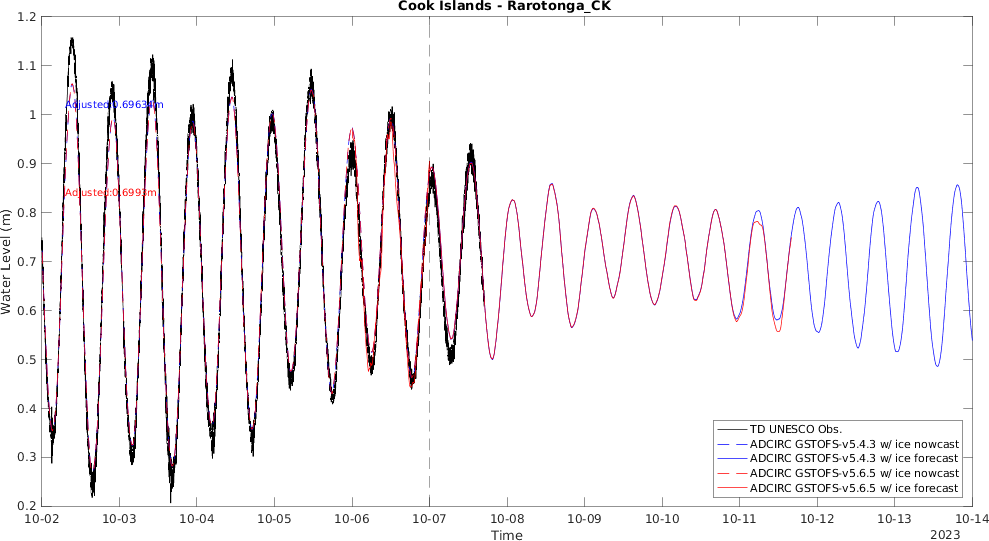 Cook Islands - Rarotonga_CK
1.2
1.1
1
0.9
0.8
0.7
0.6
0.5
0.4
0.3
0.2
Water Level (m)
Adjusted:0.69634m
Adjusted:0.6993m
TD UNESCO Obs.
ADCIRC GSTOFS-v5.4.3 w/ ice nowcast
ADCIRC GSTOFS-v5.4.3 w/ ice forecast
ADCIRC GSTOFS-v5.6.5 w/ ice nowcast
ADCIRC GSTOFS-v5.6.5 w/ ice forecast
10-02 10-03 10-04 10-05 10-06 10-07 10-08 10-09 10-10 10-11 10-12 10-13 10-14
Time
2023